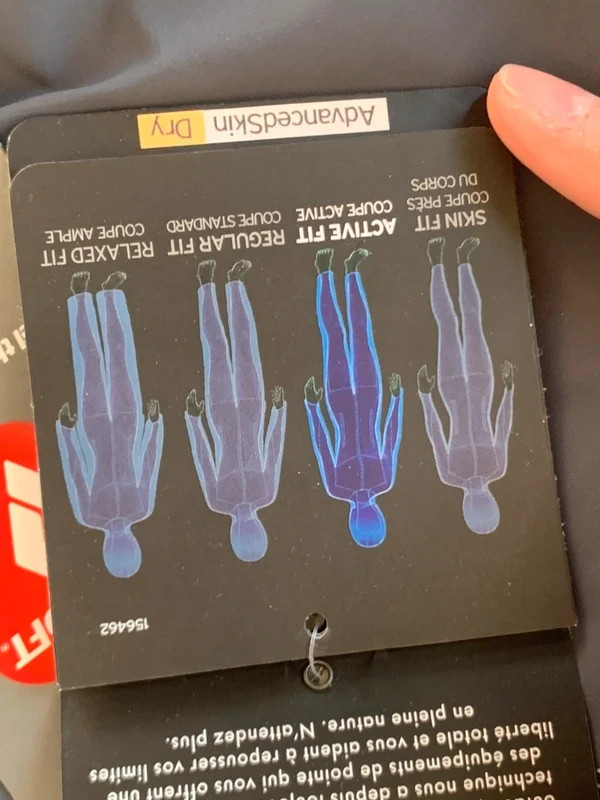 technique nous a depuis
des équipements de pointe qui vous offrent une
liberté totale et vous aident à repousser vos limites
en pleine nature. N'attendez plus.
156462
SKIN FIT
COUPE PRÈS
DU CORPS
ACTIVE FIT
COUPE ACTIVE
REGULAR FIT
COUPE STANDARD
RELAXED FIT
COUPE AMPLE
AdvancedSkin Dry
OFT